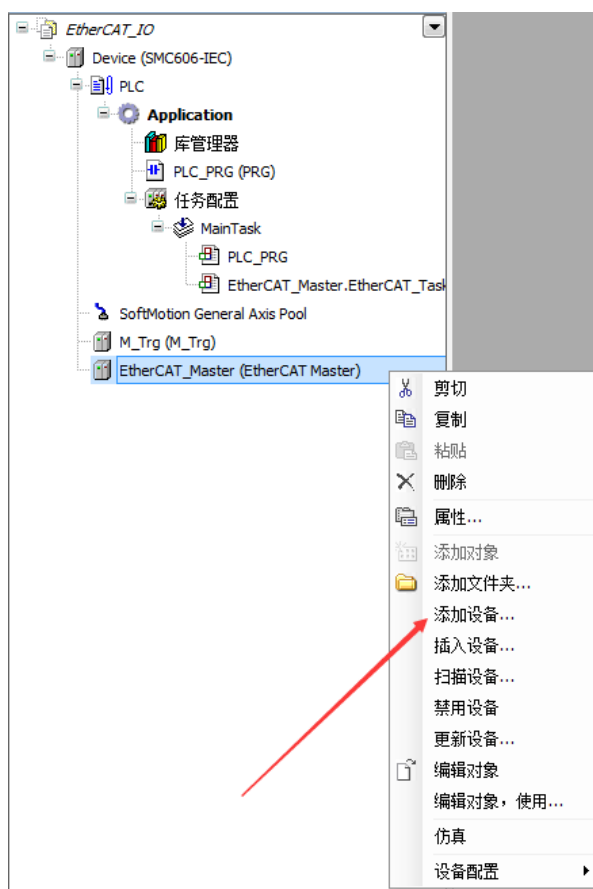 EtherCAT_IO
Device (SMC606-IEC)
PLC
Application
库管理器
PLC_PRG (PRG)
任务配置
MainTask
PLC_PRG
EtherCAT_Master.EtherCAT_Task
SoftMotion General Axis Pool
M_Trg (M_Trg)
EtherCAT_Master (EtherCAT Master)
剪切
复制
粘贴
删除
属性...
添加对象
添加文件夹...
添加设备...
插入设备...
扫描设备...
禁用设备
更新设备...
编辑对象
编辑对象，使用...
仿真
设备配置